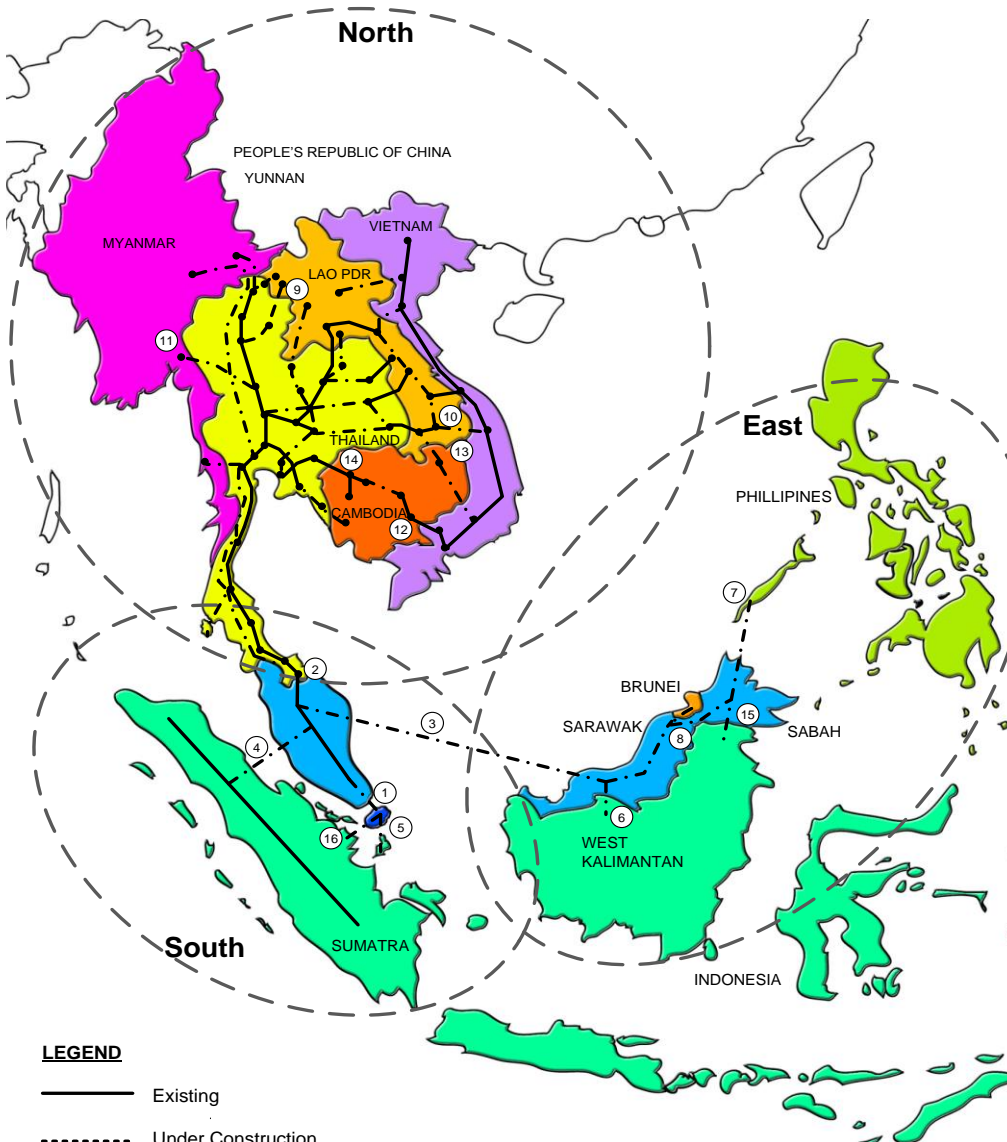 North
PEOPLE'S REPUBLIC OF CHINA
YUNNAN
VIETNAM
MYANMAR
LAO PDR
9
11
10
East
THAILAND
13
14
PHILLIPINES
CAMBODIA
12
7
2
BRUNEI
15
SARAWAK
SABAH
3
8
4
1
6
5
16
WEST
KALIMANTAN
South
SUMATRA
INDONESIA
LEGEND
Existing
Under Construction